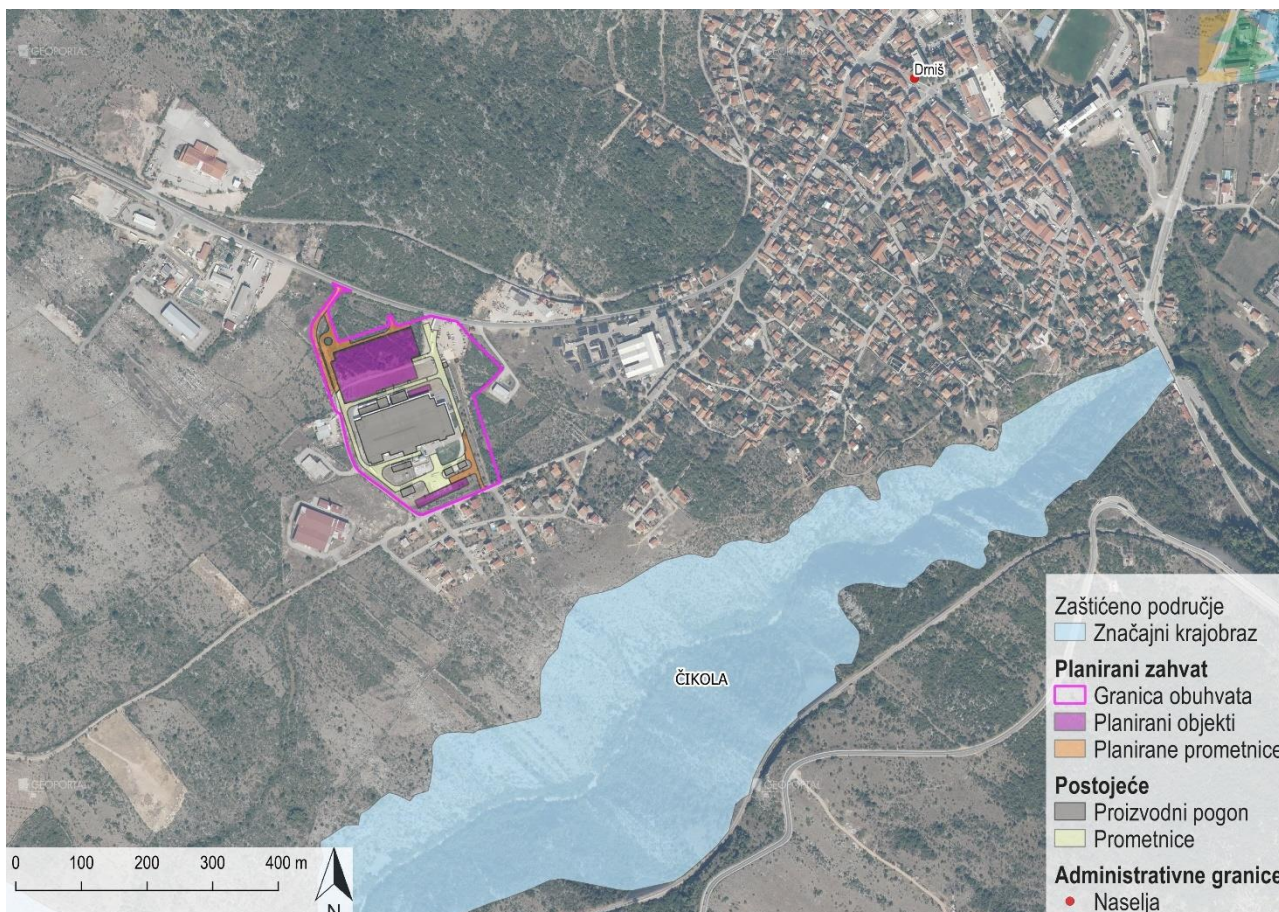 GEOPORTAL
GEOPORTAL
Drniš
ČIKOLA
GEOPORTAL
GEOPORTAL
Zaštićeno područje
Značajni krajobraz
Planirani zahvat
Granica obuhvata
Planirani objekti
Planirane prometnice
Postojeće
Proizvodni pogon
Prometnice
Administrativne granice
Naselja
0 100 200 300 400 m
N